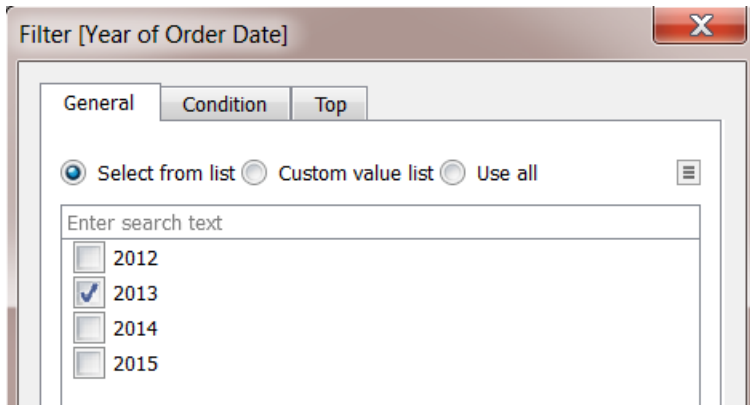 Filter [Year of Order Date]
General Condition Top
Select from list Custom value list Use all
Enter search text
2012
2013
2014
2015